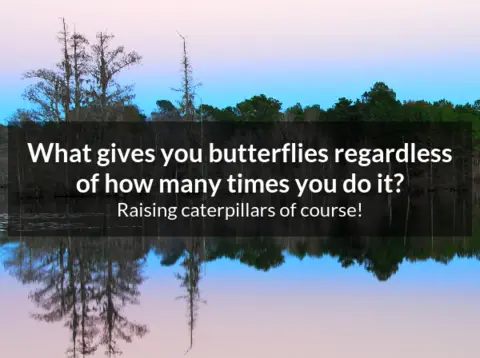 What gives you butterflies regardless
of how many times you do it?
Raising caterpillars of course!